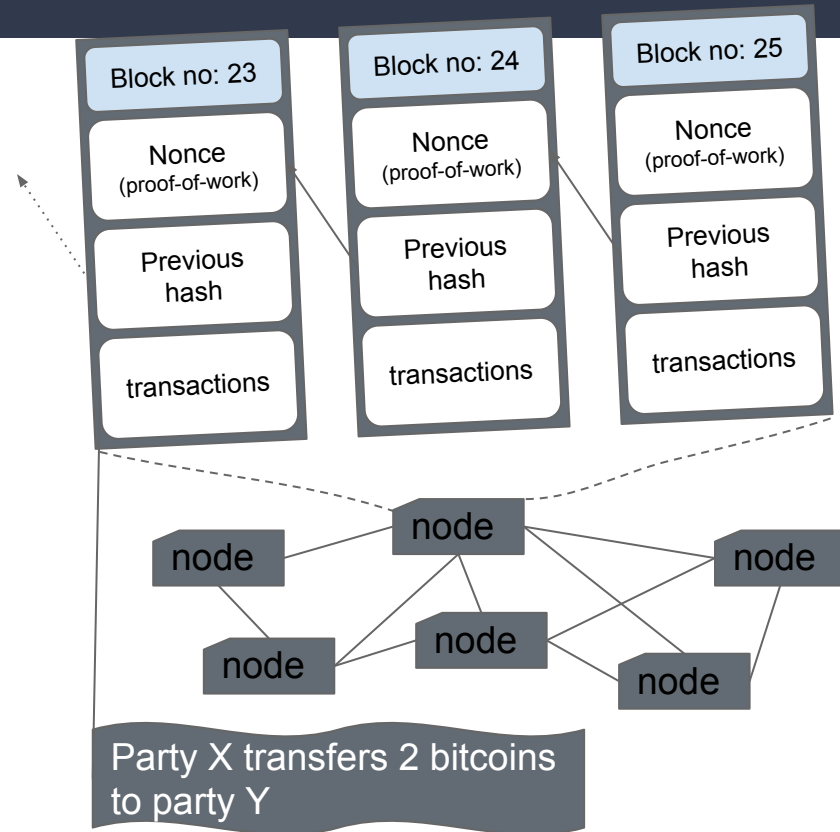 Block no: 23
Nonce
(proof-of-work)
Previous
hash
transactions
Block no: 24
Nonce
(proof-of-work)
Previous
hash
transactions
Block no: 25
Nonce
(proof-of-work)
Previous
hash
transactions
node
node
node
node
node
node
Party X transfers 2 bitcoins
to party Y